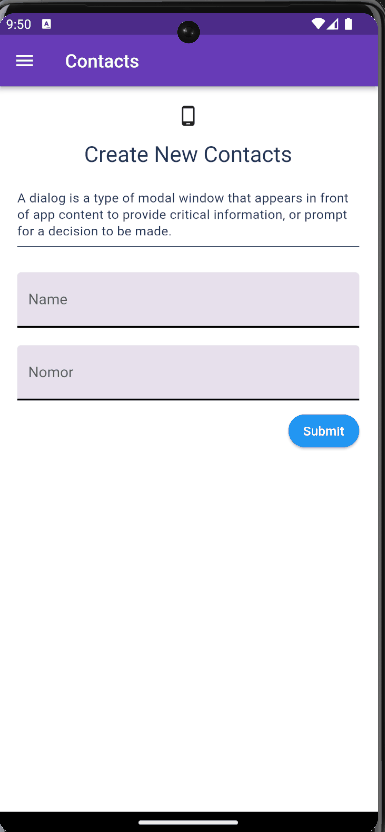 9:50 A
Contacts
Create New Contacts
A dialog is a type of modal window that appears in front
of app content to provide critical information, or prompt
for a decision to be made.
Name
Nomor
Submit